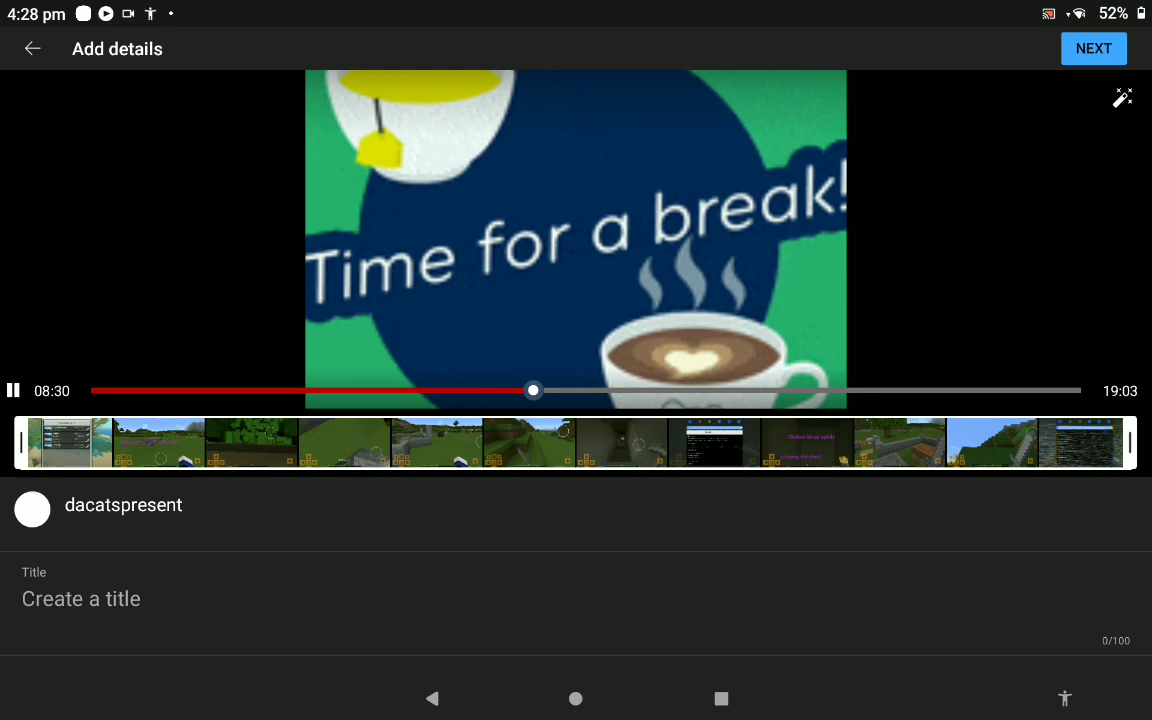 4:28 pm
52%
Add details
NEXT
Time for a break!
08:30
19:03
dacatspresent
Title
Create a title
0/100